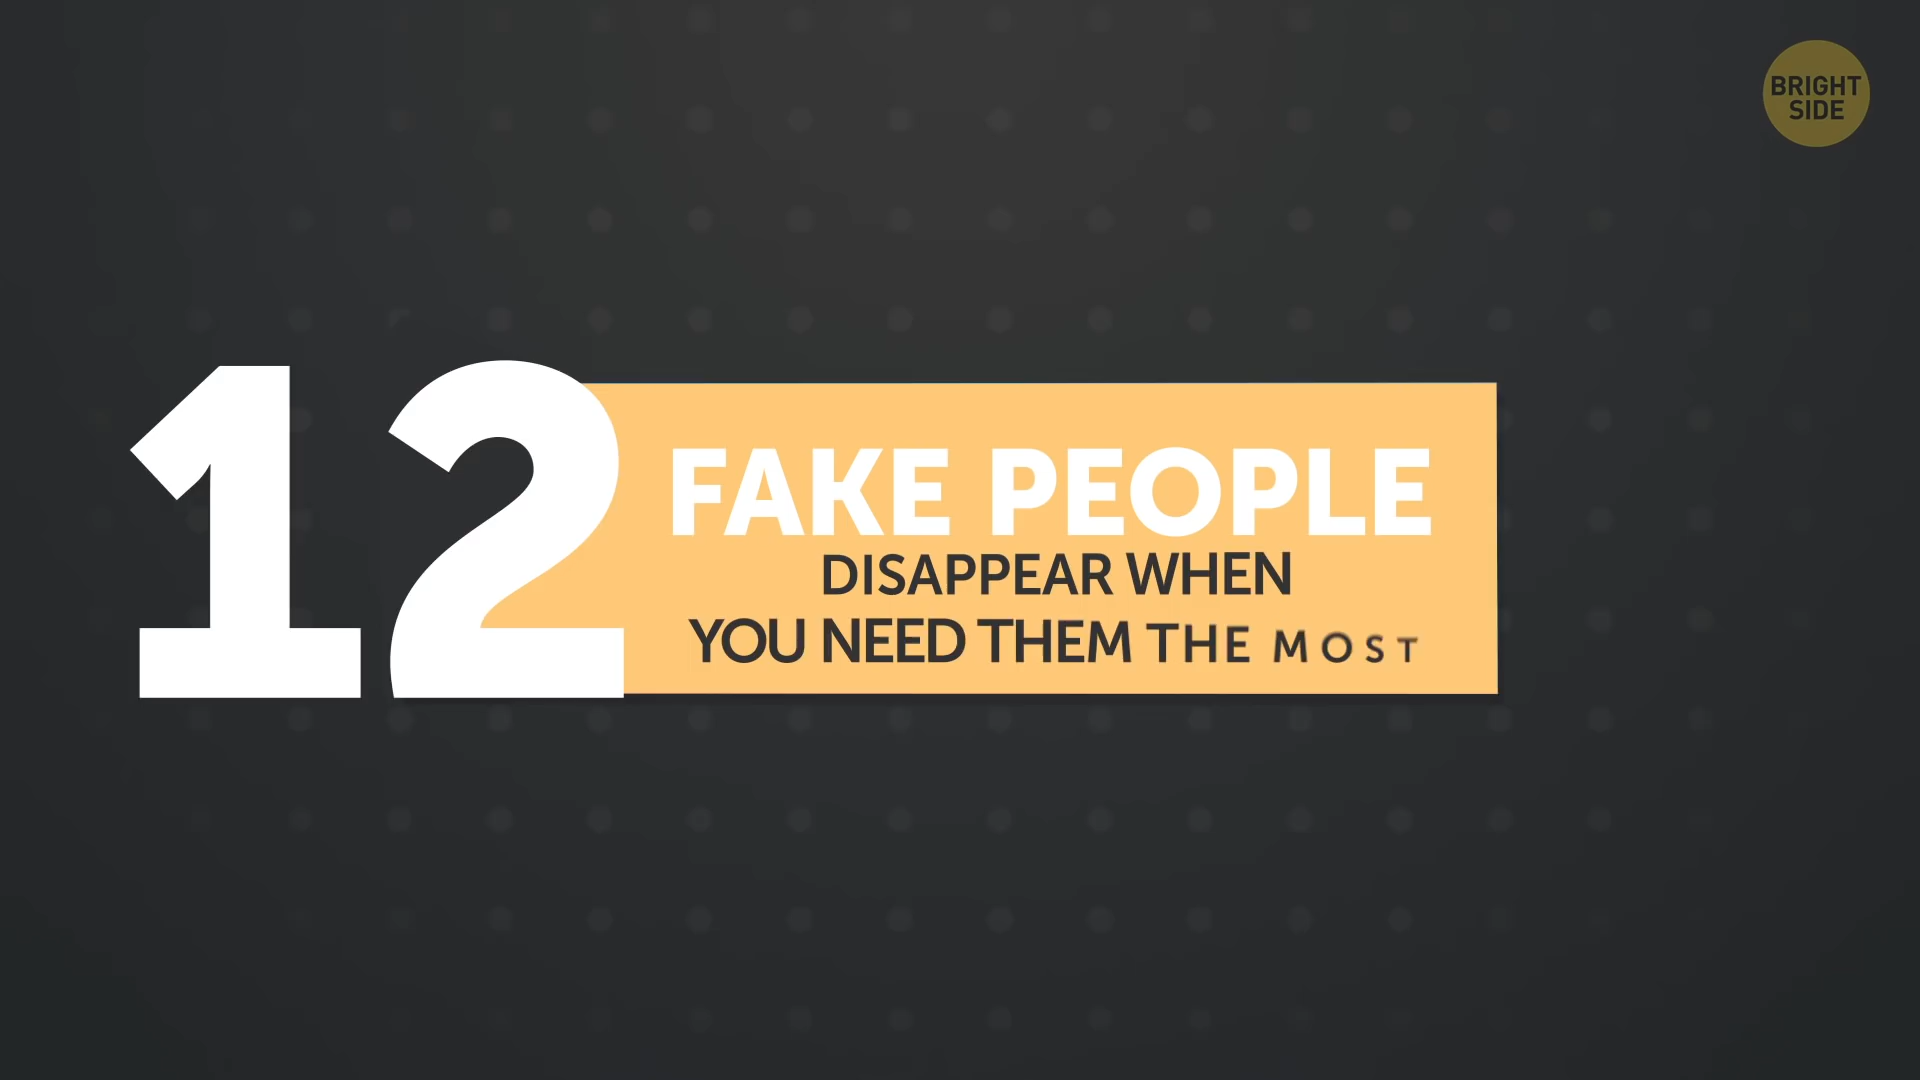 BRIGHT
SIDE
12
FAKE PEOPLE
DISAPPEAR WHEN
YOU NEED THEM THE MOST